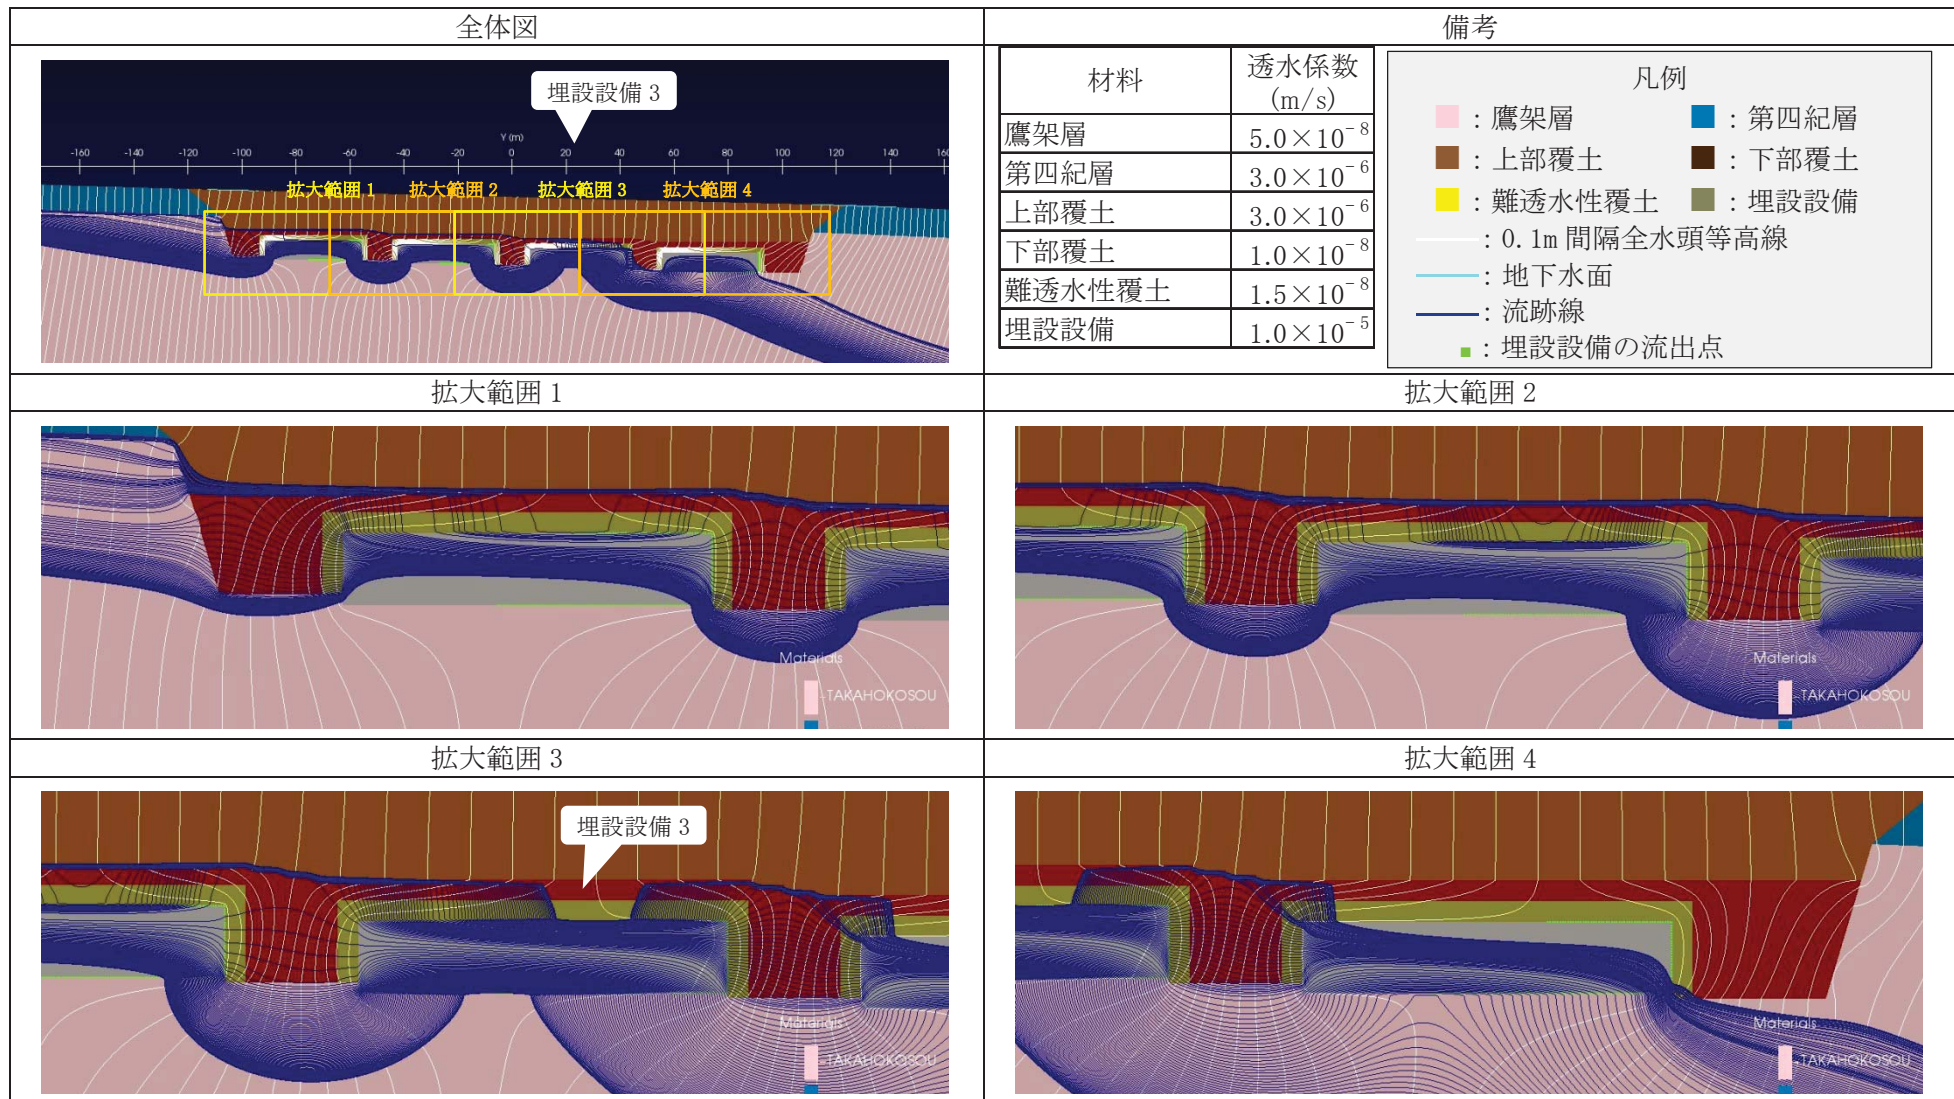 全体図
備考
埋設設備 3
Y (m)
-160 -140 -120 -100 -80 -60 -40 -20 0 20 40 60 80 100 120 140 160
拡大範囲 1 拡大範囲 2 拡大範囲 3 拡大範囲 4
材料 透水係数
(m/s)
鷹架層 5.0×10⁻⁸
第四紀層 3.0×10⁻⁶
上部覆土 3.0×10⁻⁶
下部覆土 1.0×10⁻⁸
難透水性覆土 1.5×10⁻⁸
埋設設備 1.0×10⁻⁵
凡例
：鷹架層 ：第四紀層
：上部覆土 ：下部覆土
：難透水性覆土 ：埋設設備
：0.1m 間隔全水頭等高線
：地下水面
：流跡線
：埋設設備の流出点
拡大範囲 1
拡大範囲 2
Materials
-TAKAHOKOSOU
Materials
-TAKAHOKOSOU
拡大範囲 3
拡大範囲 4
埋設設備 3
Materials
-TAKAHOKOSOU
Materials
-TAKAHOKOSOU